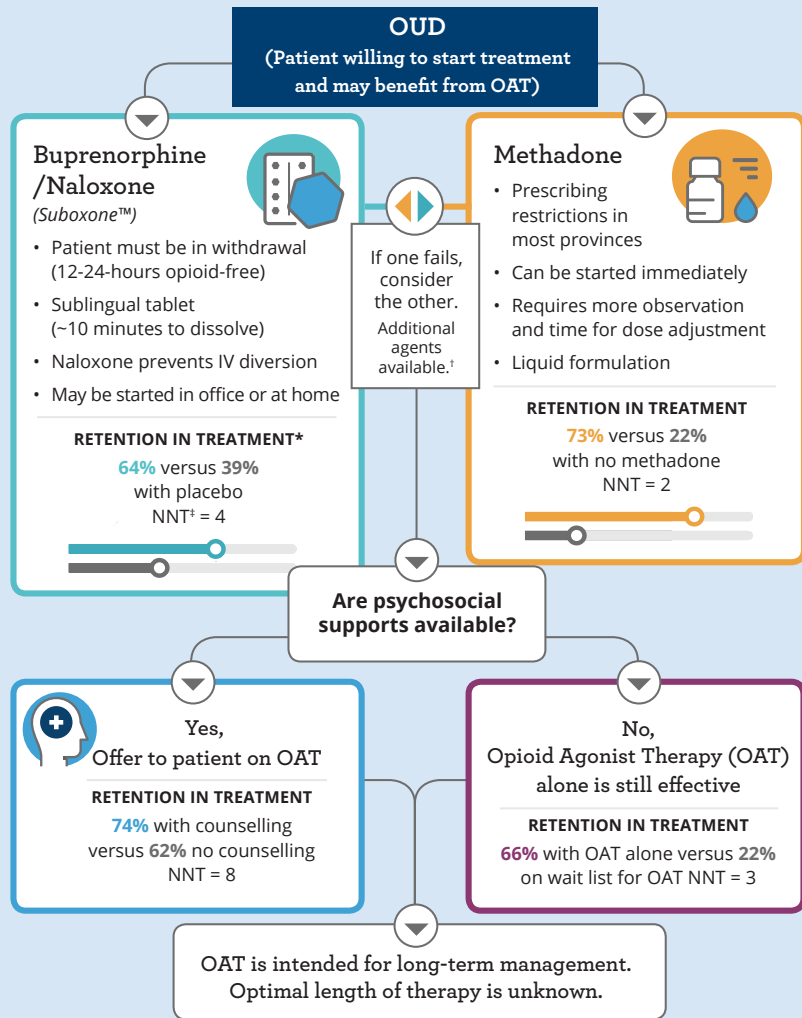 OUD
(Patient willing to start treatment
and may benefit from OAT)
Buprenorphine
/Naloxone
(Suboxone™)
• Patient must be in withdrawal
(12-24-hours opioid-free)
• Sublingual tablet
(~10 minutes to dissolve)
• Naloxone prevents IV diversion
• May be started in office or at home
RETENTION IN TREATMENT*
64% versus 39%
with placebo
NNT‡ = 4
If one fails,
consider
the other.
Additional
agents
available.†
Methadone
• Prescribing
restrictions in
most provinces
• Can be started immediately
• Requires more observation
and time for dose adjustment
• Liquid formulation
RETENTION IN TREATMENT
73% versus 22%
with no methadone
NNT = 2
Are psychosocial
supports available?
Yes,
Offer to patient on OAT
RETENTION IN TREATMENT
74% with counselling
versus 62% no counselling
NNT = 8
No,
Opioid Agonist Therapy (OAT)
alone is still effective
RETENTION IN TREATMENT
66% with OAT alone versus 22%
on wait list for OAT NNT = 3
OAT is intended for long-term management.
Optimal length of therapy is unknown.